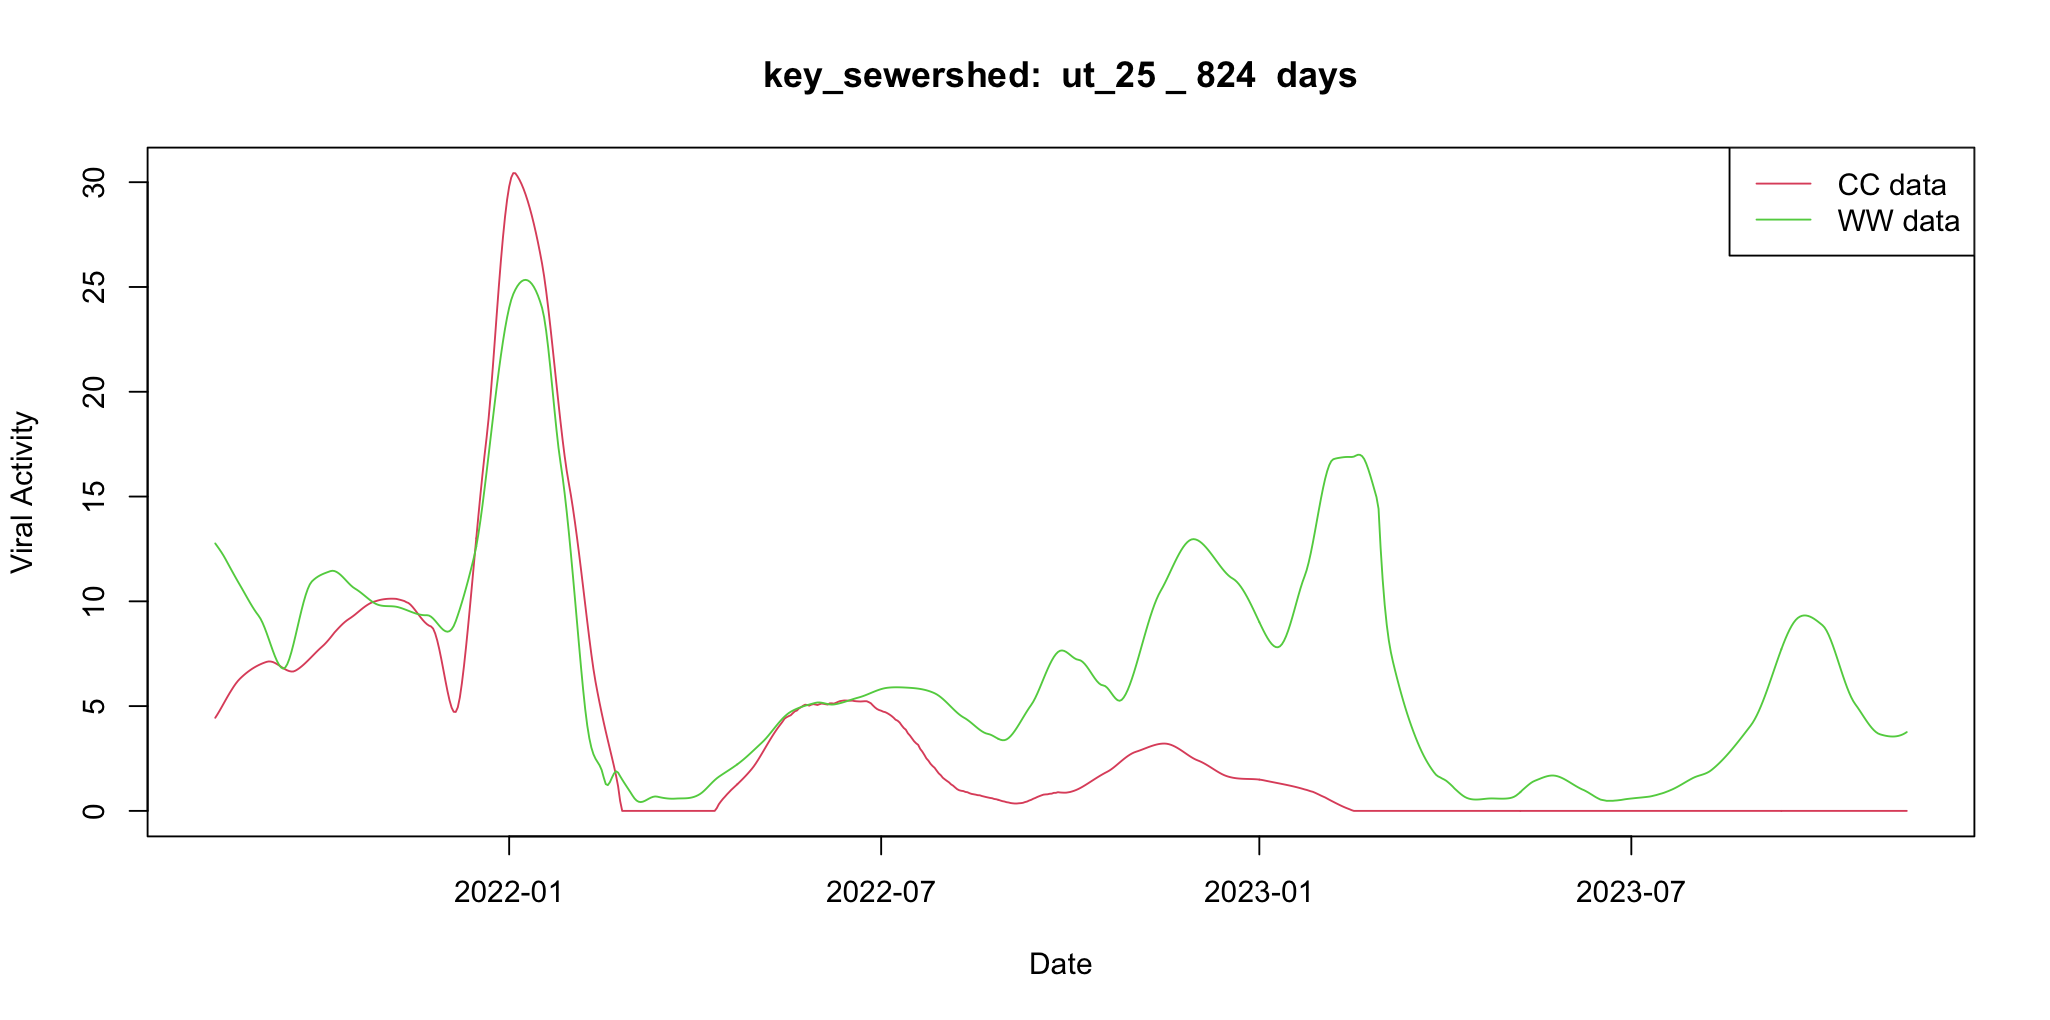 key_sewershed: ut_25 _ 824 days
CC data
WW data
Viral Activity
30
25
20
15
10
5
0
2022-01
2022-07
2023-01
2023-07
Date